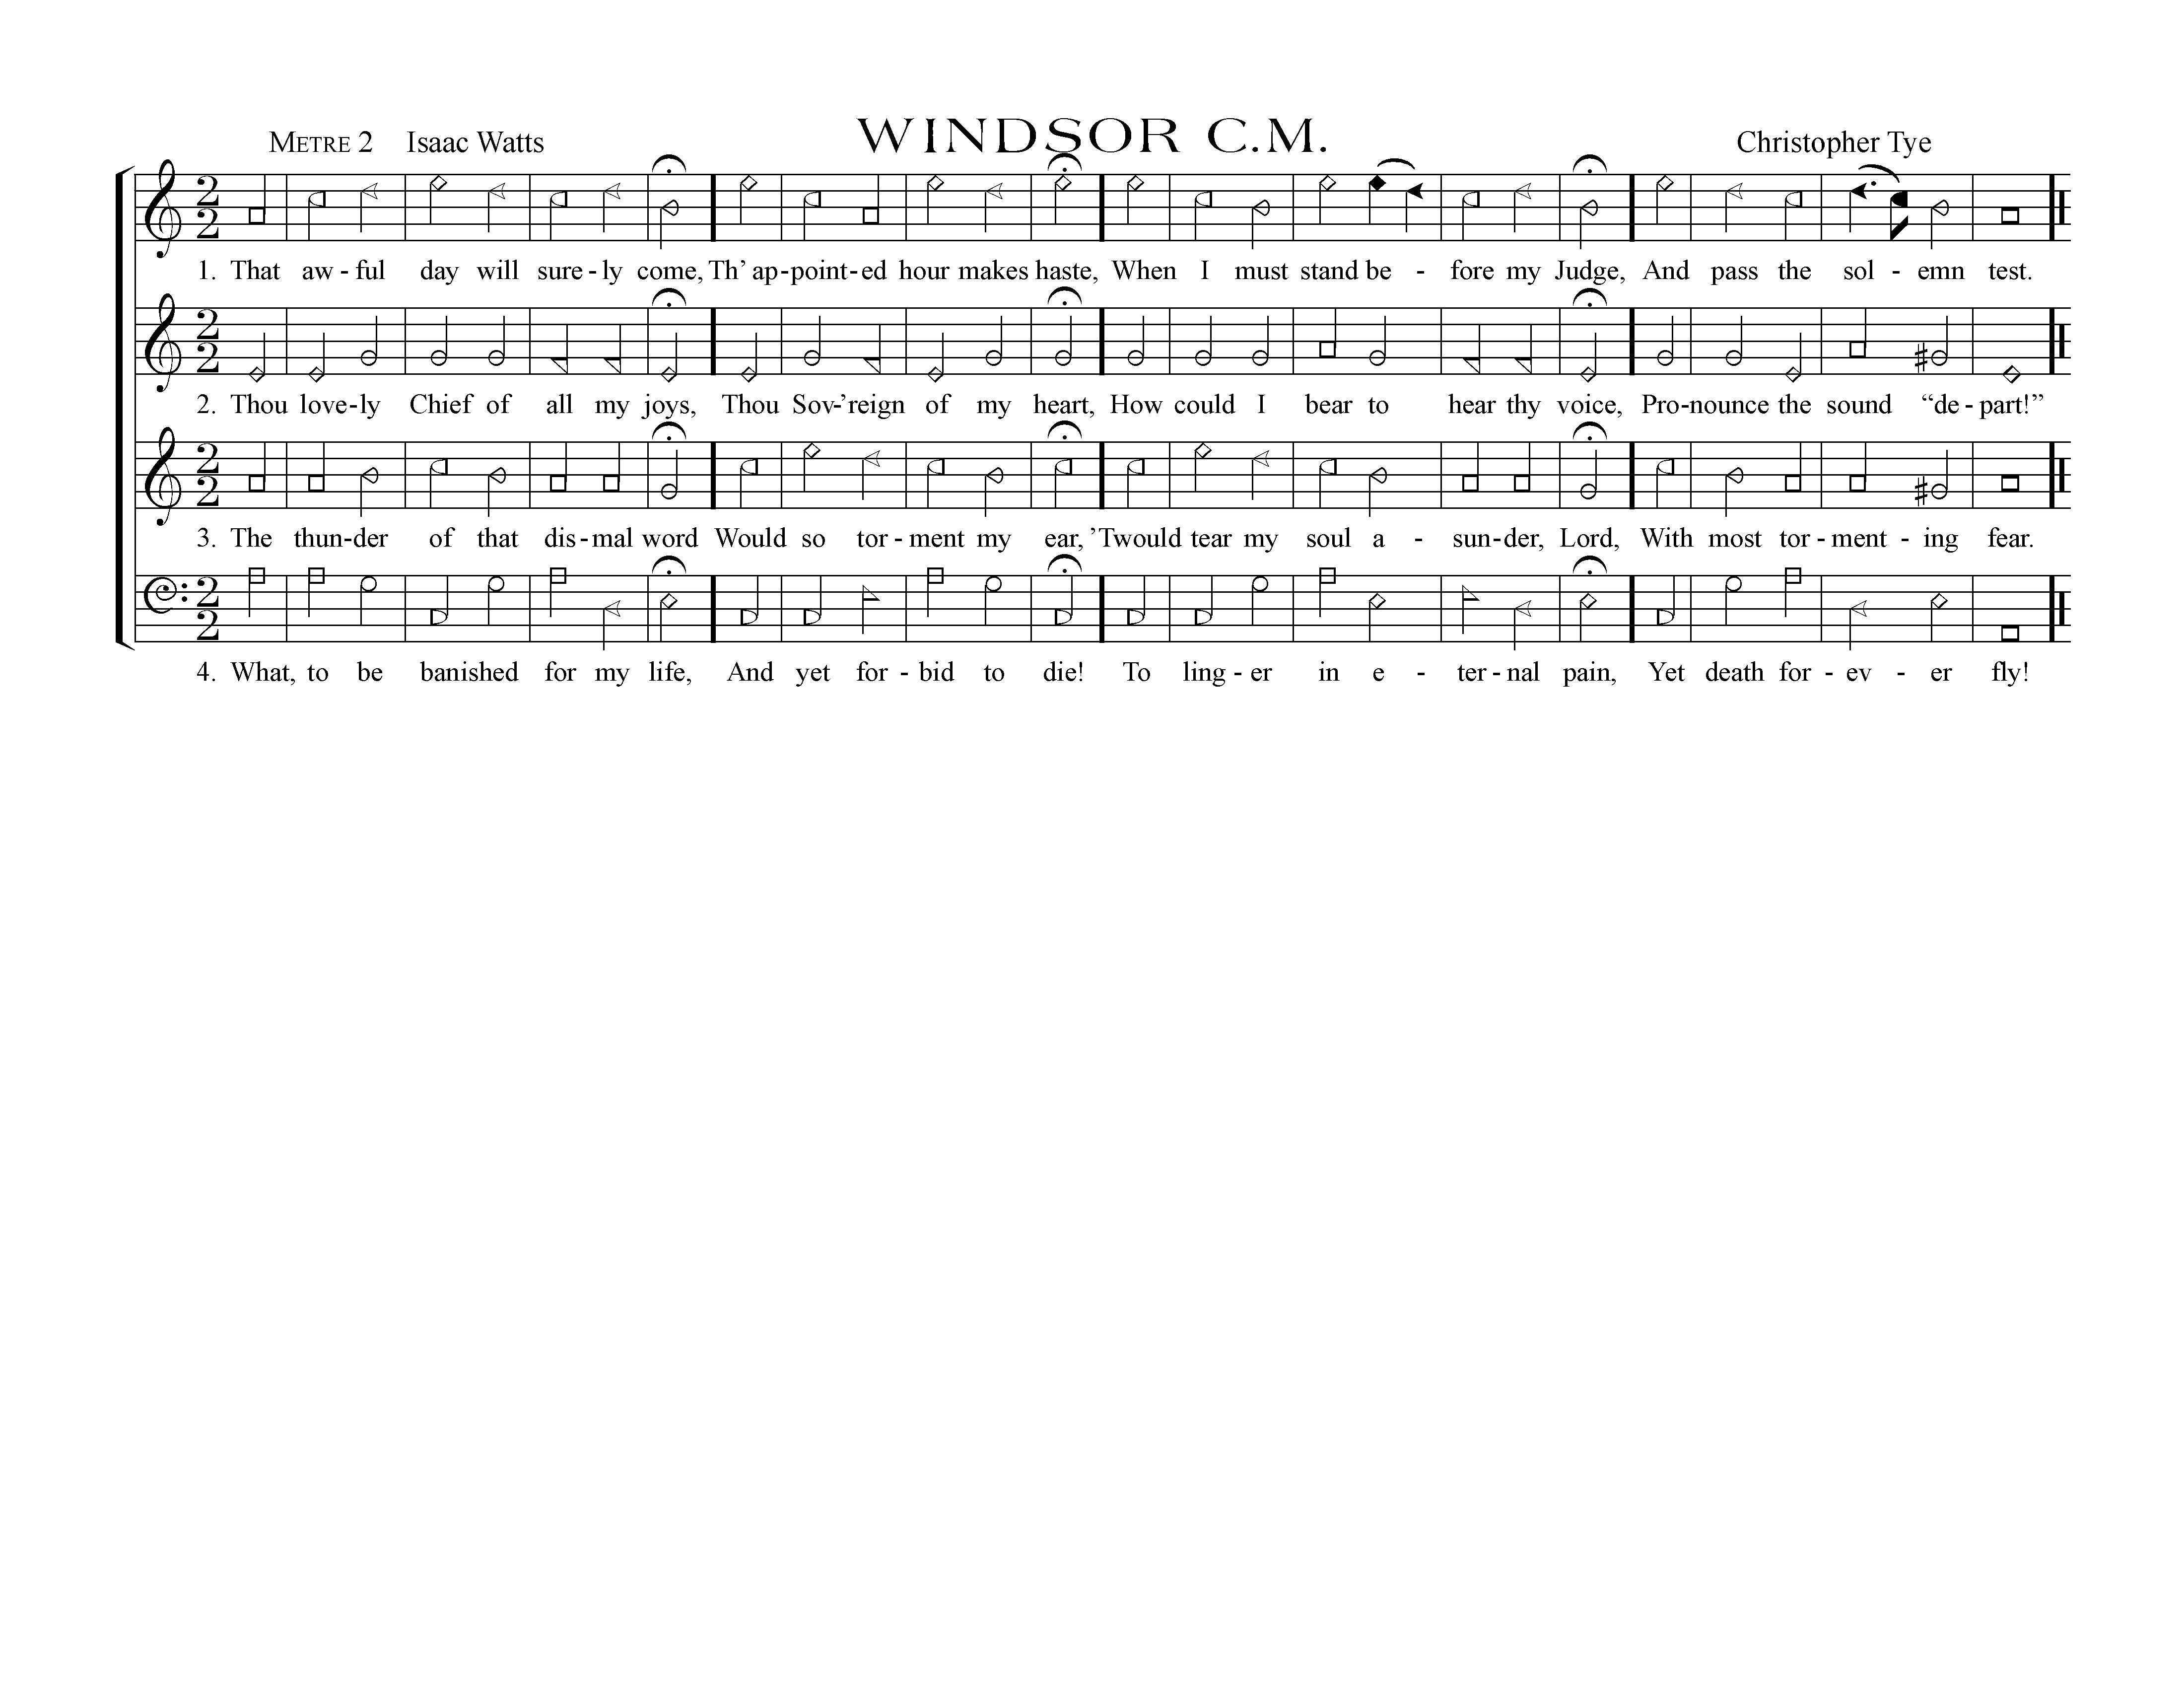 WINDSOR C.M.
METRE 2 Isaac Watts Christopher Tye
1. That aw - ful day will sure - ly come, Th' ap - point - ed hour makes haste, When I must stand be - fore my Judge, And pass the sol - emn test.
2. Thou love - ly Chief of all my joys, Thou Sov - 'reign of my heart, How could I bear to hear thy voice, Pro - nounce the sound “de - part!”
3. The thun - der of that dis - mal word Would so tor - ment my ear, 'Twould tear my soul a - sun - der, Lord, With most tor - ment - ing fear.
4. What, to be banished for my life, And yet for - bid to die! To ling - er in e - ter - nal pain, Yet death for - ev - er fly!